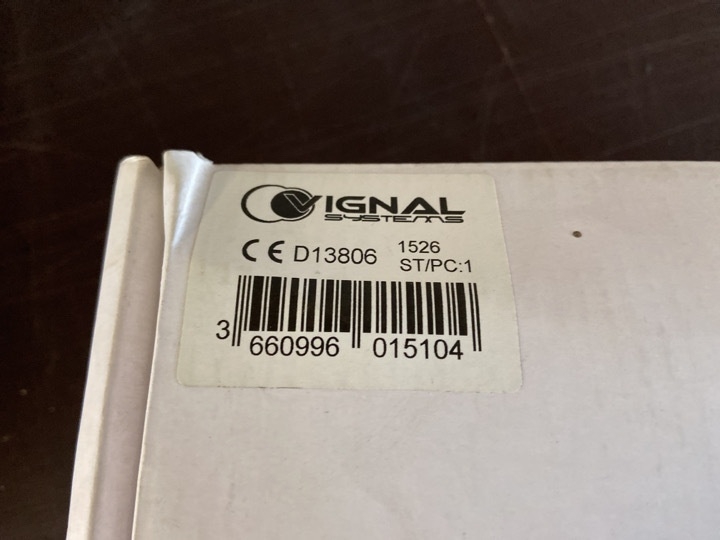 VIGNAL
SYSTEMS
CE D13806 1526
ST/PC:1
3 660996 015104